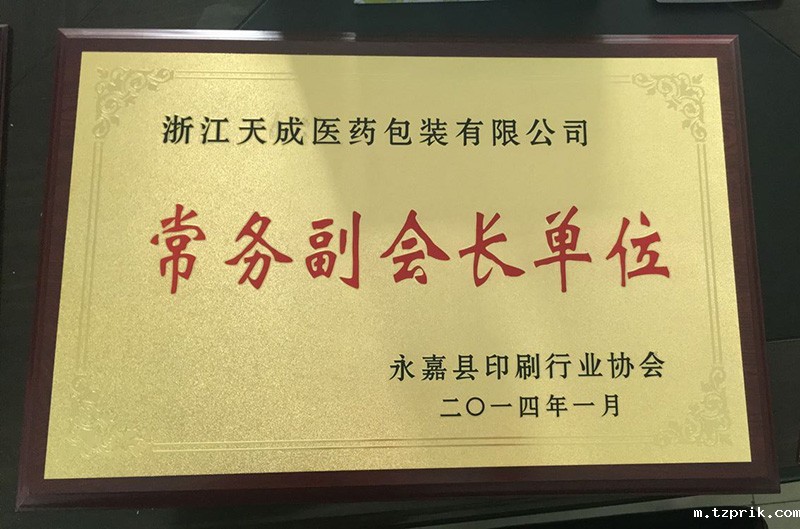 浙江天成医药包装有限公司
常务副会长单位
永嘉县印刷行业协会
二〇一四年一月
m.tzprik.com